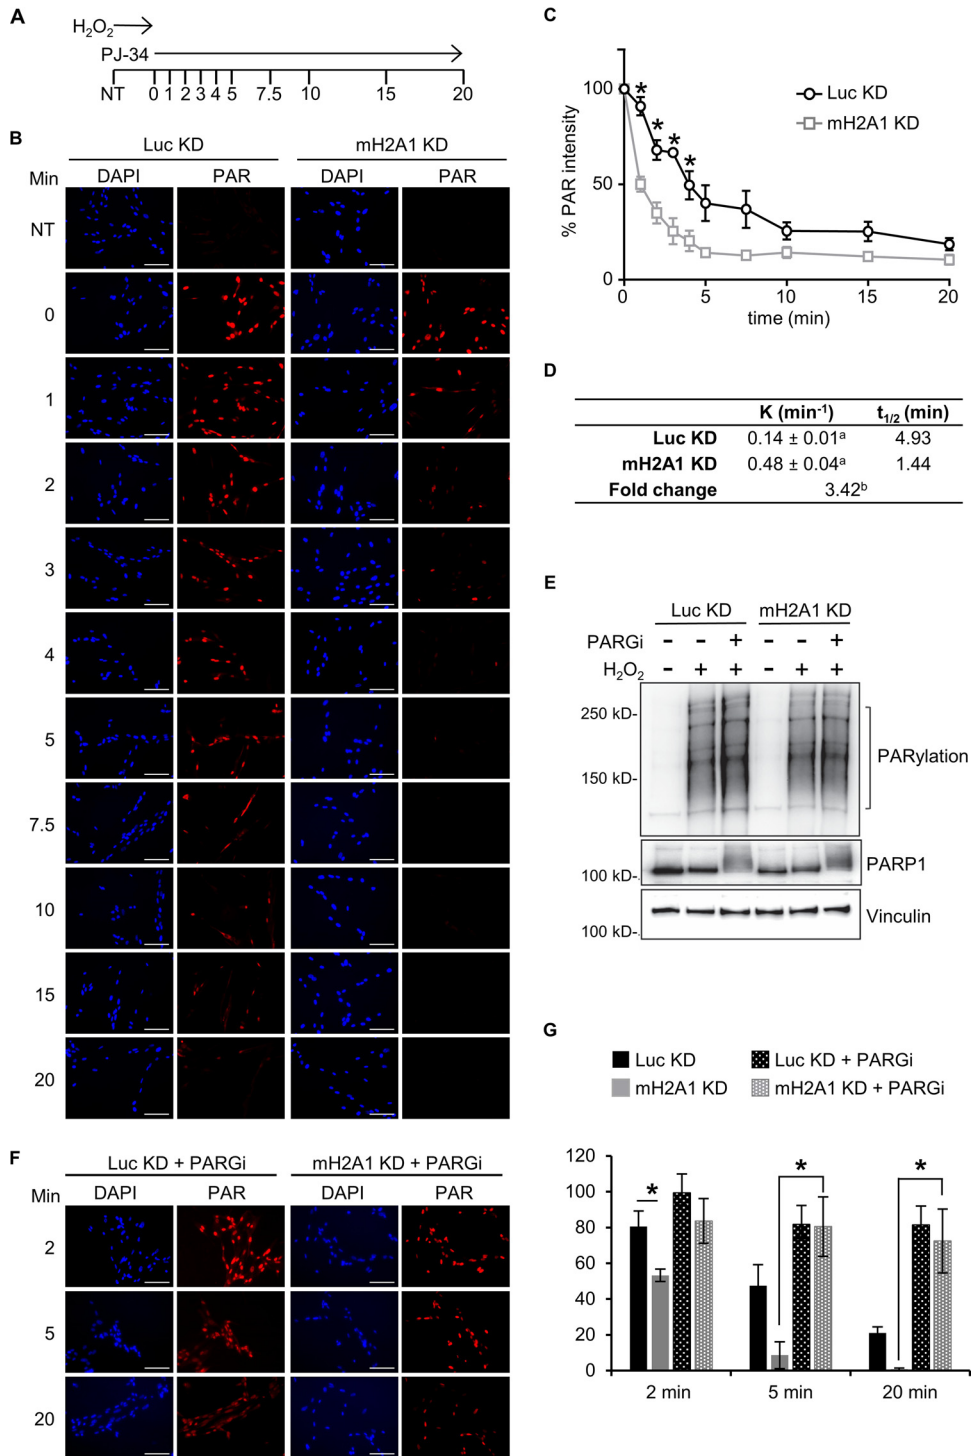 A
H₂O₂
PJ-34
NT 0 1 2 3 4 5 7.5 10 15 20
B
Luc KD mH2A1 KD
Min DAPI PAR DAPI PAR
NT
0
1
2
3
4
5
7.5
10
15
20
C
% PAR intensity
100
50
0
* * * *
Luc KD
mH2A1 KD
0 5 10 15 20
time (min)
D
K (min⁻¹) t₁/₂ (min)
Luc KD 0.14 ± 0.01ᵃ 4.93
mH2A1 KD 0.48 ± 0.04ᵃ 1.44
Fold change 3.42ᵇ
E
Luc KD mH2A1 KD
PARGi - - + - - +
H₂O₂ - + + - + +
250 kD-
150 kD-
PARylation
100 kD-
PARP1
100 kD-
Vinculin
F
Luc KD + PARGi mH2A1 KD + PARGi
Min DAPI PAR DAPI PAR
2
5
20
G
Luc KD Luc KD + PARGi
mH2A1 KD mH2A1 KD + PARGi
120
100
80
60
40
20
0
* * *
2 min 5 min 20 min